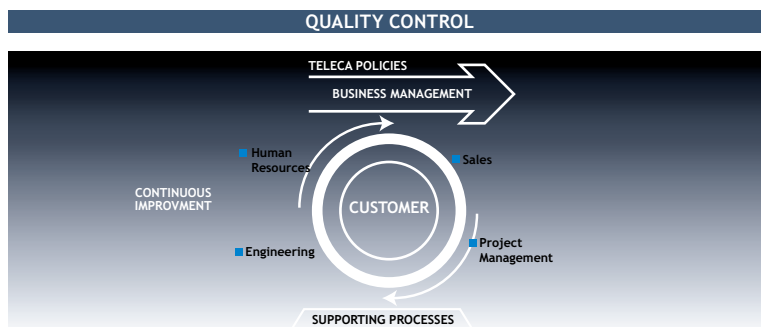 QUALITY CONTROL
TELECA POLICIES
BUSINESS MANAGEMENT
Human
Resources
Sales
CONTINUOUS
IMPROVMENT
CUSTOMER
Engineering
Project
Management
SUPPORTING PROCESSES